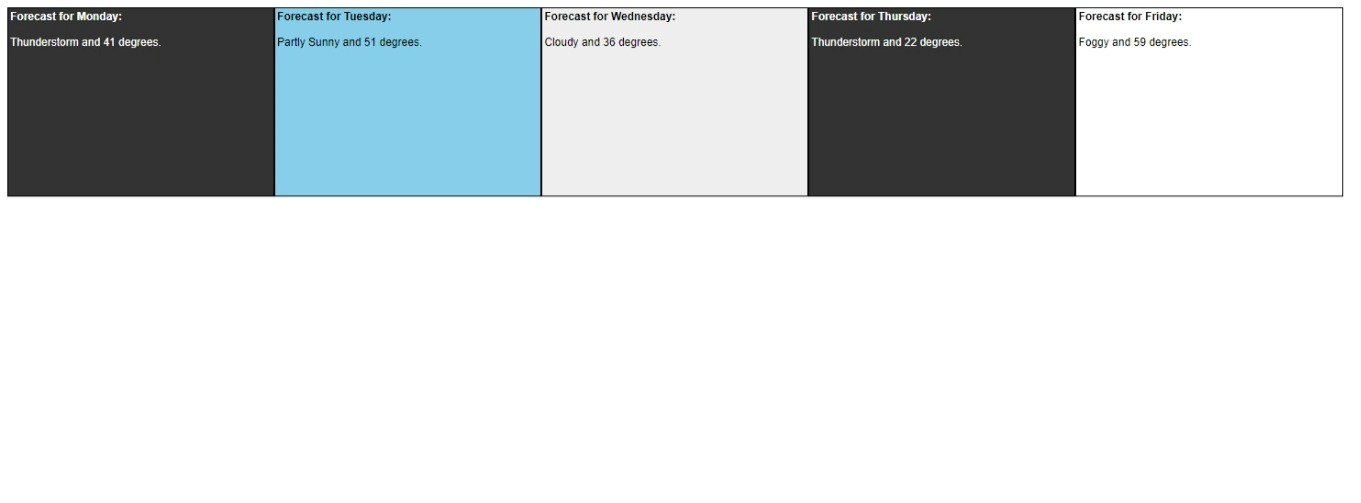 Forecast for Monday:
Thunderstorm and 41 degrees.
Forecast for Tuesday:
Partly Sunny and 51 degrees.
Forecast for Wednesday:
Cloudy and 36 degrees.
Forecast for Thursday:
Thunderstorm and 22 degrees.
Forecast for Friday:
Foggy and 59 degrees.